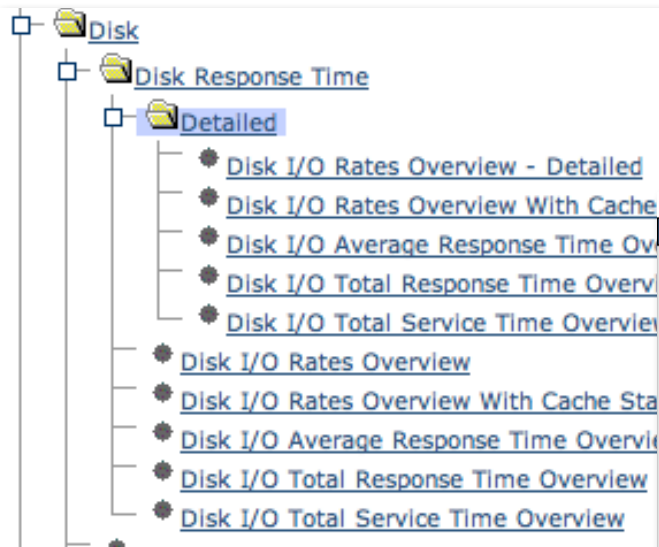 Disk
Disk Response Time
Detailed
Disk I/O Rates Overview - Detailed
Disk I/O Rates Overview With Cache
Disk I/O Average Response Time
Disk I/O Total Response Time
Disk I/O Total Service Time
Disk I/O Rates Overview
Disk I/O Rates Overview With Cache
Disk I/O Average Response Time
Disk I/O Total Response Time Overview
Disk I/O Total Service Time Overview